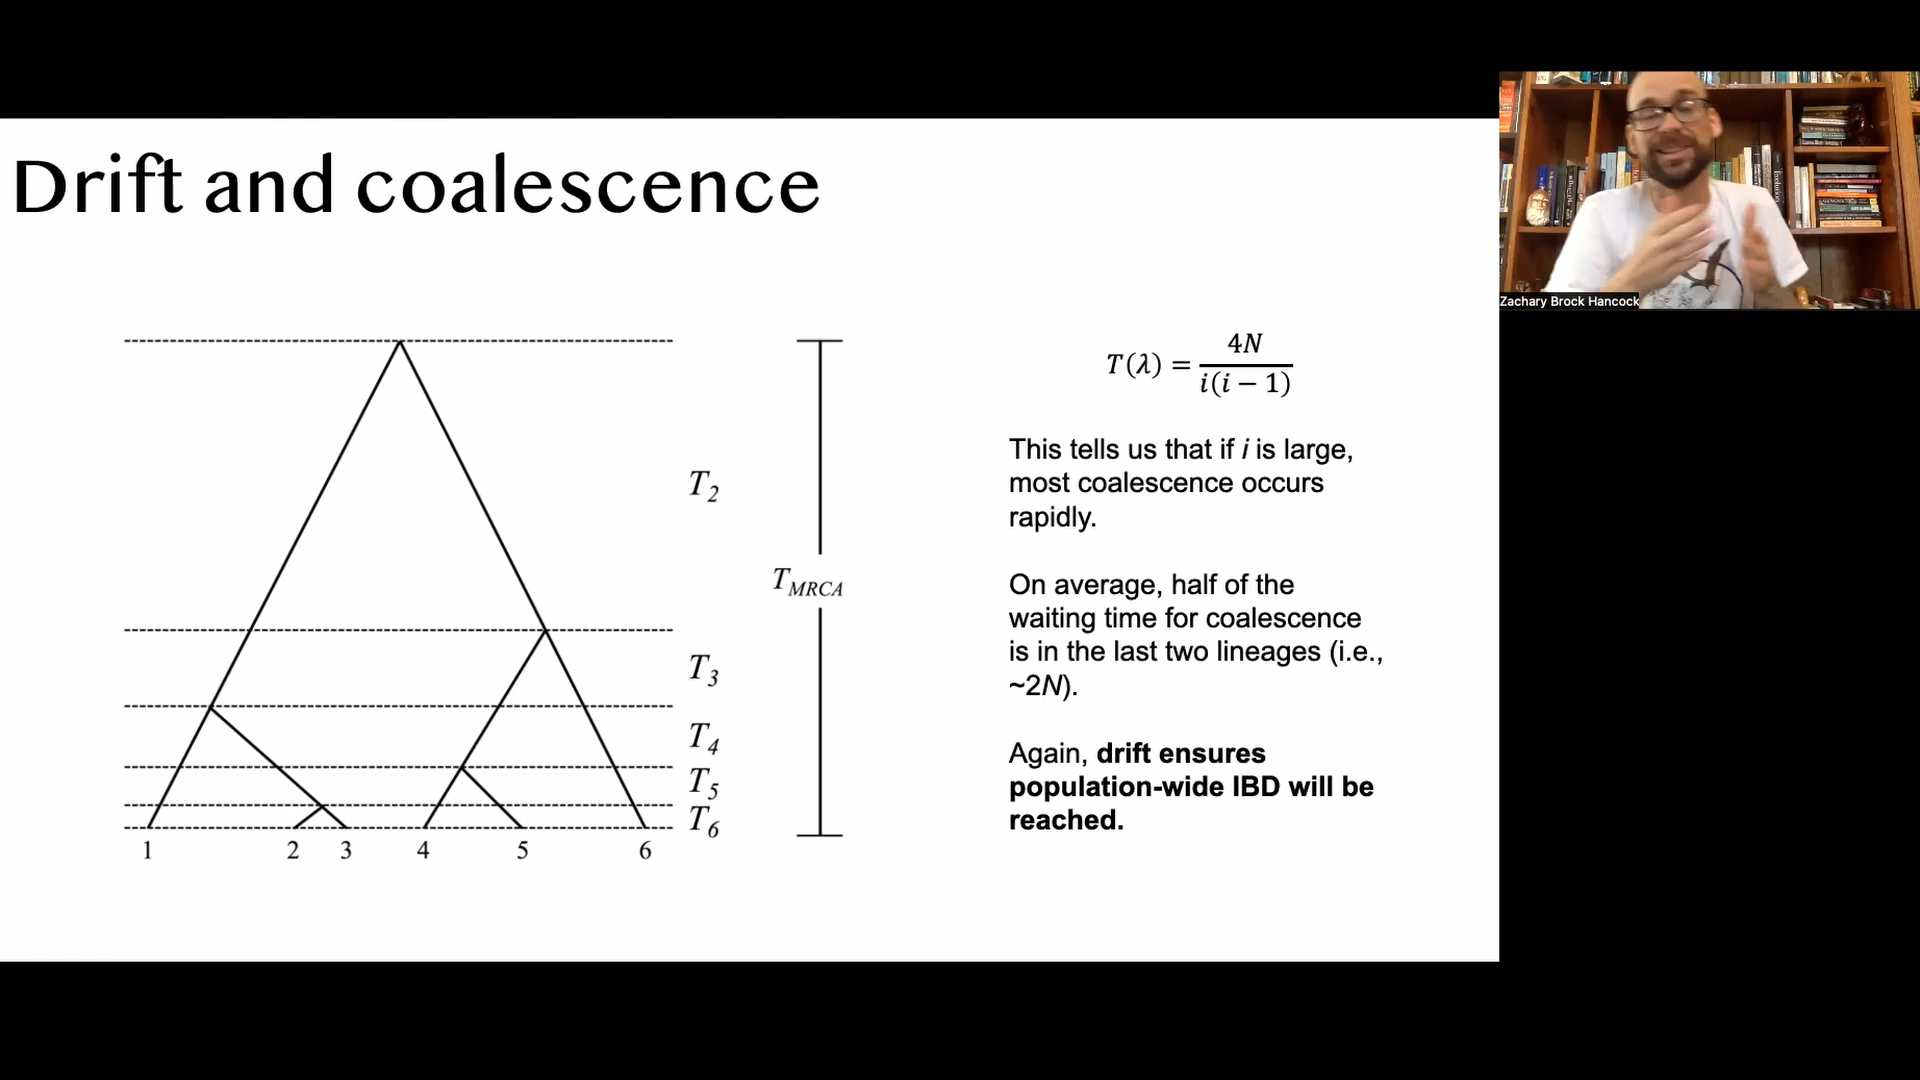 Drift and coalescence
Zachary Brock Hancock
T(λ) = 4N / i(i − 1)
This tells us that if i is large,
most coalescence occurs
rapidly.
On average, half of the
waiting time for coalescence
is in the last two lineages (i.e.,
~2N).
Again, drift ensures
population-wide IBD will be
reached.
T2
T3
T4
T5
T6
TMRCA
1 2 3 4 5 6